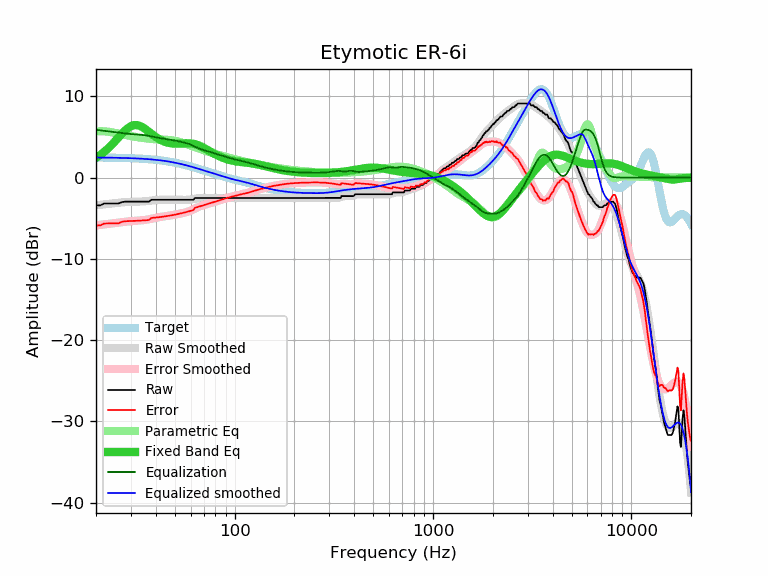 Etymotic ER-6i
10
0
−10
−20
−30
−40
Amplitude (dBr)
Target
Raw Smoothed
Error Smoothed
Raw
Error
Parametric Eq
Fixed Band Eq
Equalization
Equalized smoothed
100
1000
10000
Frequency (Hz)